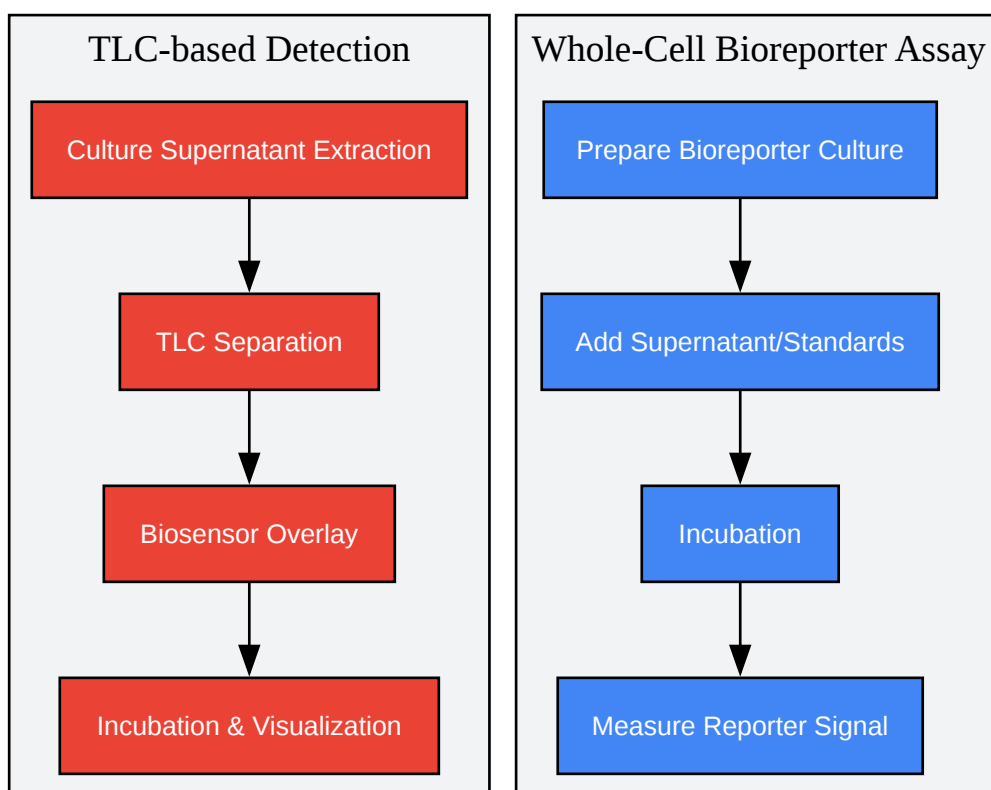 TLC-based Detection
Culture Supernatant Extraction
TLC Separation
Biosensor Overlay
Incubation & Visualization
Whole-Cell Bioreporter Assay
Prepare Bioreporter Culture
Add Supernatant/Standards
Incubation
Measure Reporter Signal